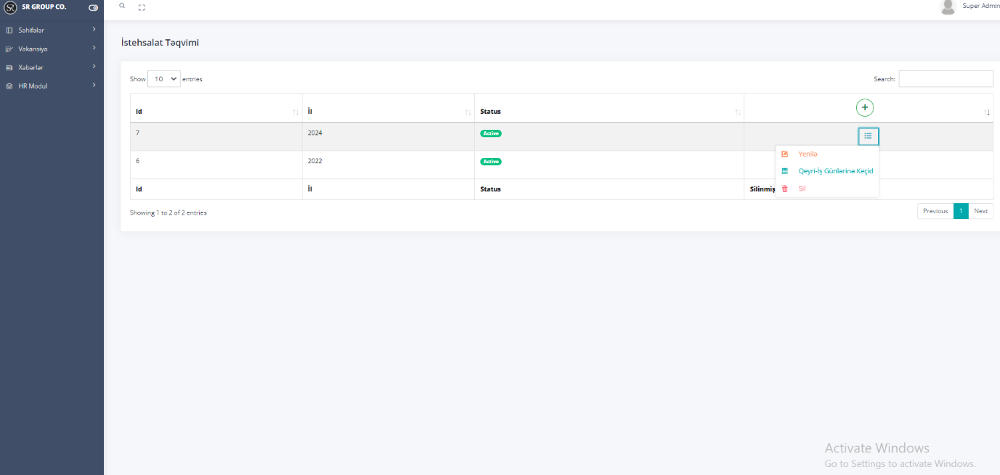 SR GROUP CO.
Super Admin
Səhifələr
Vakansiya
Xəbərlər
HR Modul
İstehsalat Təqvimi
Show 10 entries
Search:
Id İl Status
7 2024 Active
Yenilə
Qeyri-İş Günlərinə Keçid
Sil
6 2022 Active
Id İl Status Silinmiş
Showing 1 to 2 of 2 entries
Previous 1 Next
Activate Windows
Go to Settings to activate Windows.